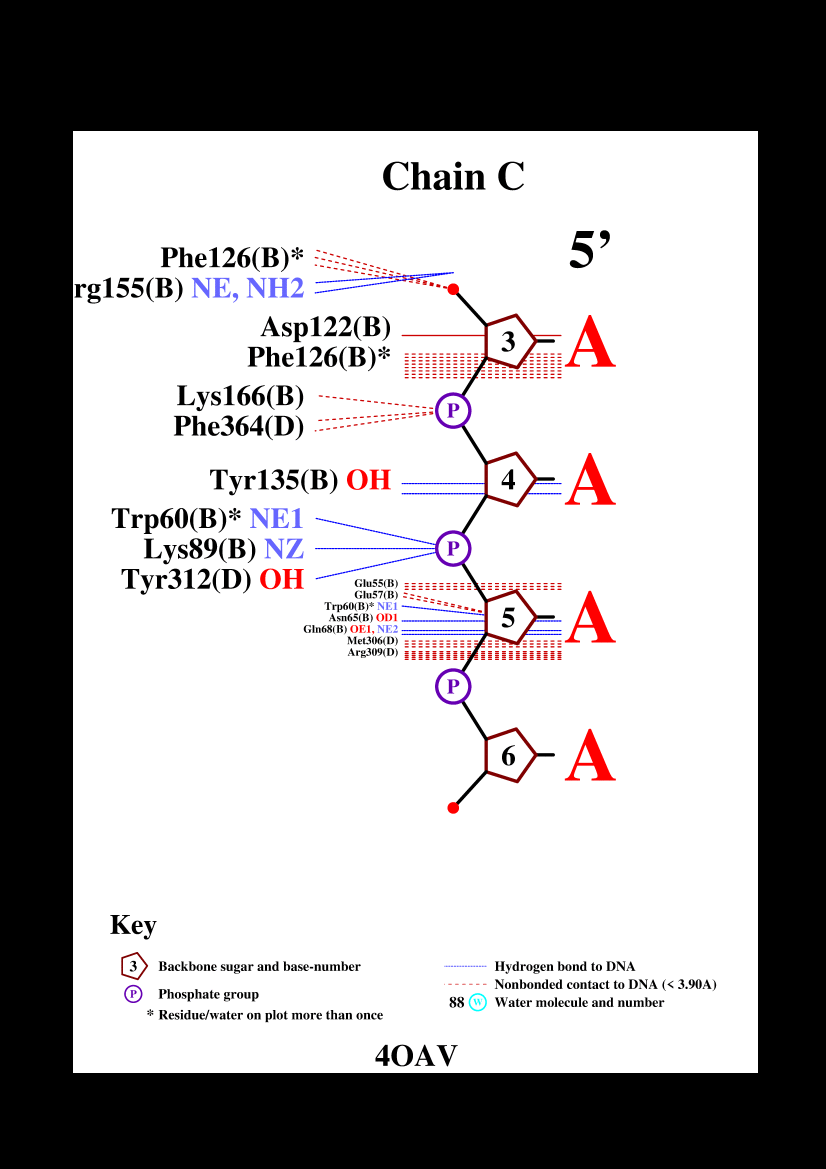 Chain C
5’
Phe126(B)*
rg155(B) NE, NH2
Asp122(B)
3
A
Phe126(B)*
Lys166(B)
P
Phe364(D)
Tyr135(B) OH
4
A
Trp60(B)* NE1
Lys89(B) NZ
P
Tyr312(D) OH
Glu55(B)
Glu57(B)
Trp60(B)* NE1
Asn65(B) OD1
5
A
Gln68(B) OE1, NE2
Met306(D)
Arg309(D)
P
6
A
Key
3 Backbone sugar and base-number
P Phosphate group
* Residue/water on plot more than once
Hydrogen bond to DNA
Nonbonded contact to DNA (< 3.90A)
88 W Water molecule and number
4OAV